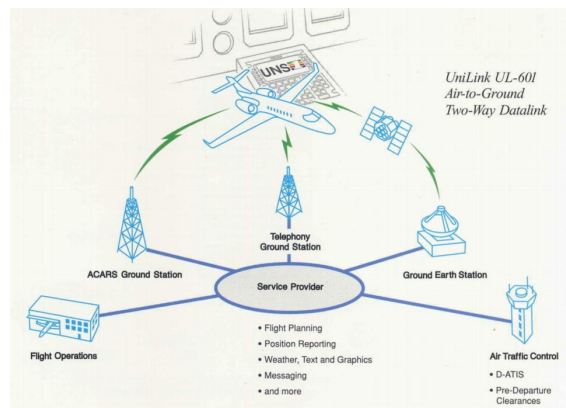 UNS
UniLink UL-601
Air-to-Ground
Two-Way Datalink
Telephony
Ground Station
ACARS Ground Station
Ground Earth Station
Service Provider
Flight Operations
• Flight Planning
• Position Reporting
• Weather, Text and Graphics
• Messaging
• and more
Air Traffic Control
• D-ATIS
• Pre-Departure
Clearances